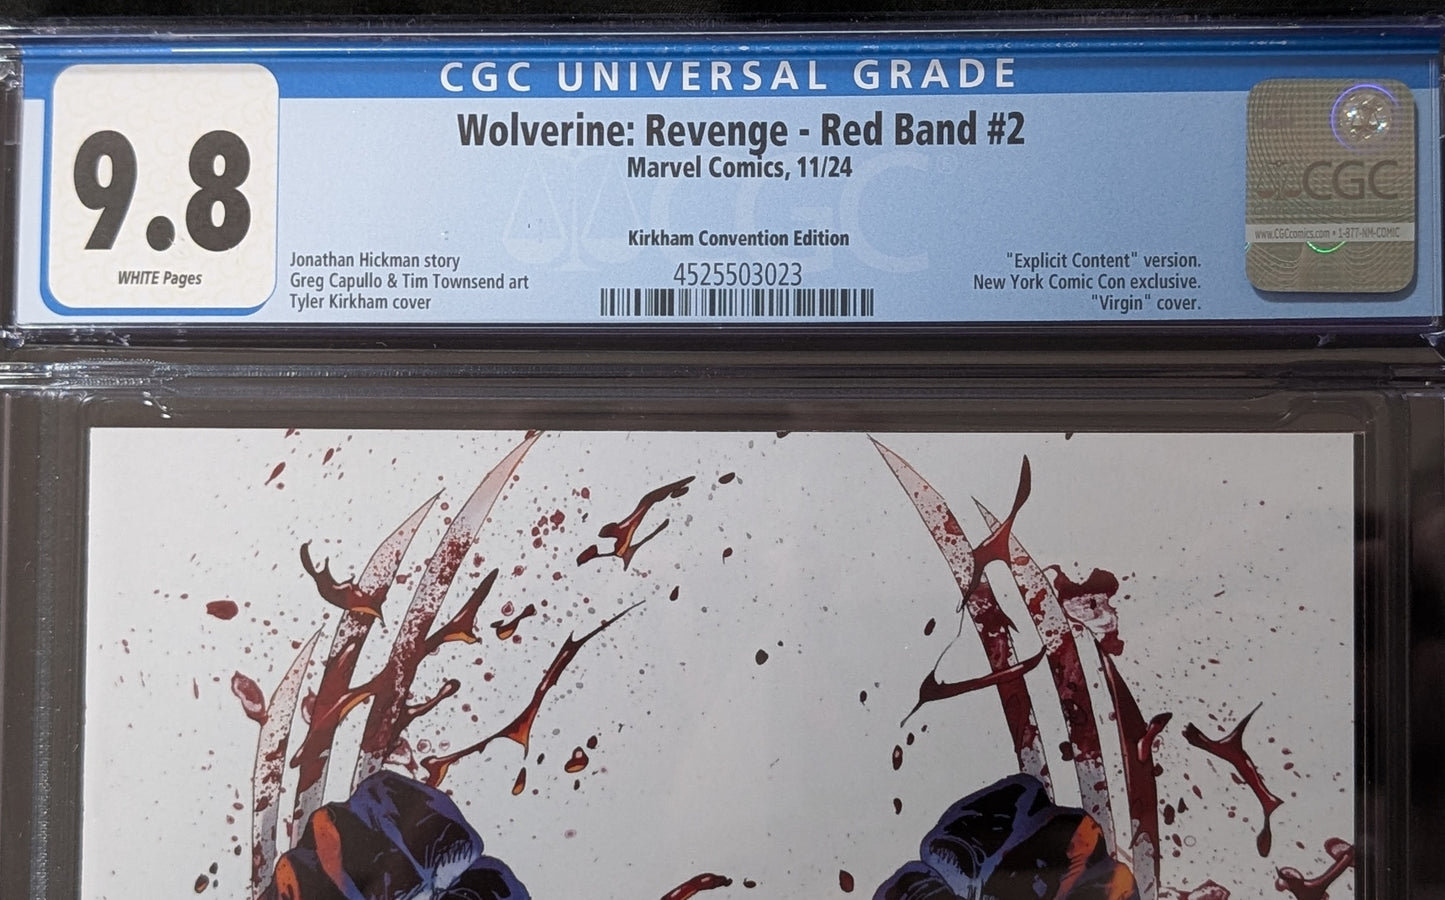 CGC UNIVERSAL GRADE
9.8
WHITE Pages
Wolverine: Revenge - Red Band #2
Marvel Comics, 11/24
Kirkham Convention Edition
4525503023
Jonathan Hickman story
Greg Capullo & Tim Townsend art
Tyler Kirkham cover
"Explicit Content" version.
New York Comic Con exclusive.
"Virgin" cover.
CGC
www.CGCcomics.com • 1-877-NM-COMIC
CGC